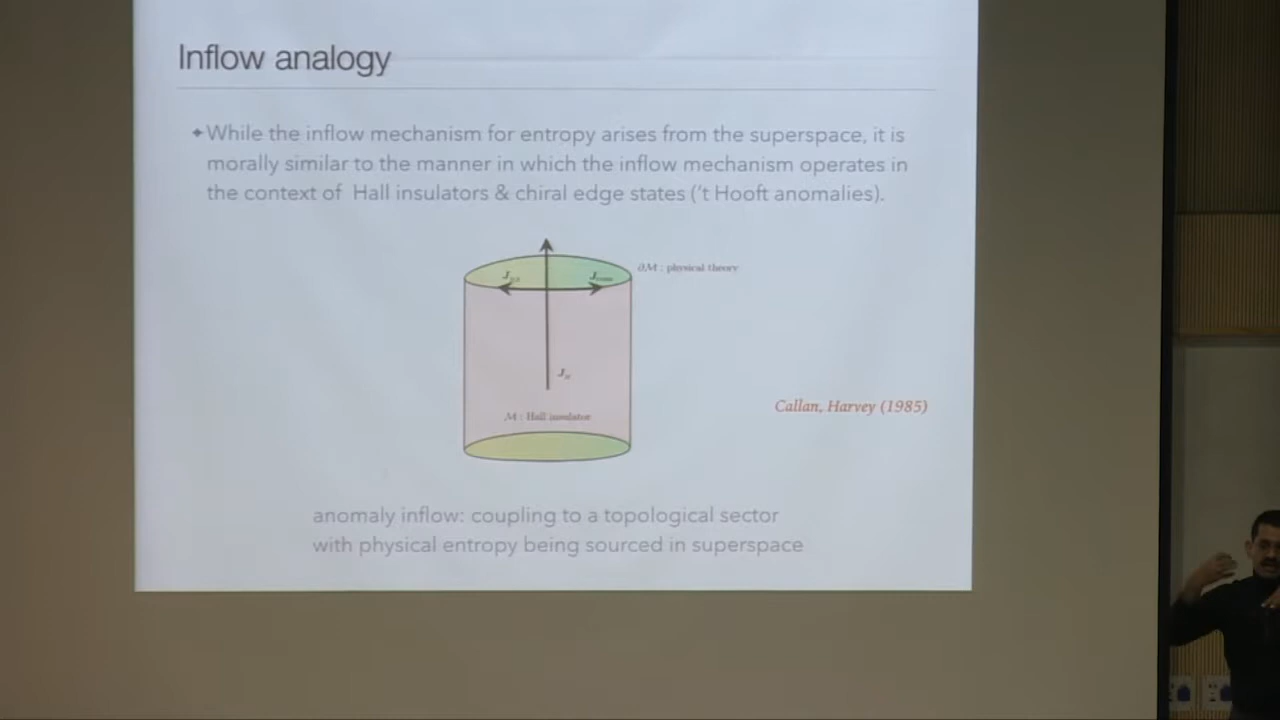 Inflow analogy
✦While the inflow mechanism for entropy arises from the superspace, it is
morally similar to the manner in which the inflow mechanism operates in
the context of Hall insulators & chiral edge states ('t Hooft anomalies).
∂M : physical theory
M : Hall insulator
Callan, Harvey (1985)
anomaly inflow: coupling to a topological sector
with physical entropy being sourced in superspace